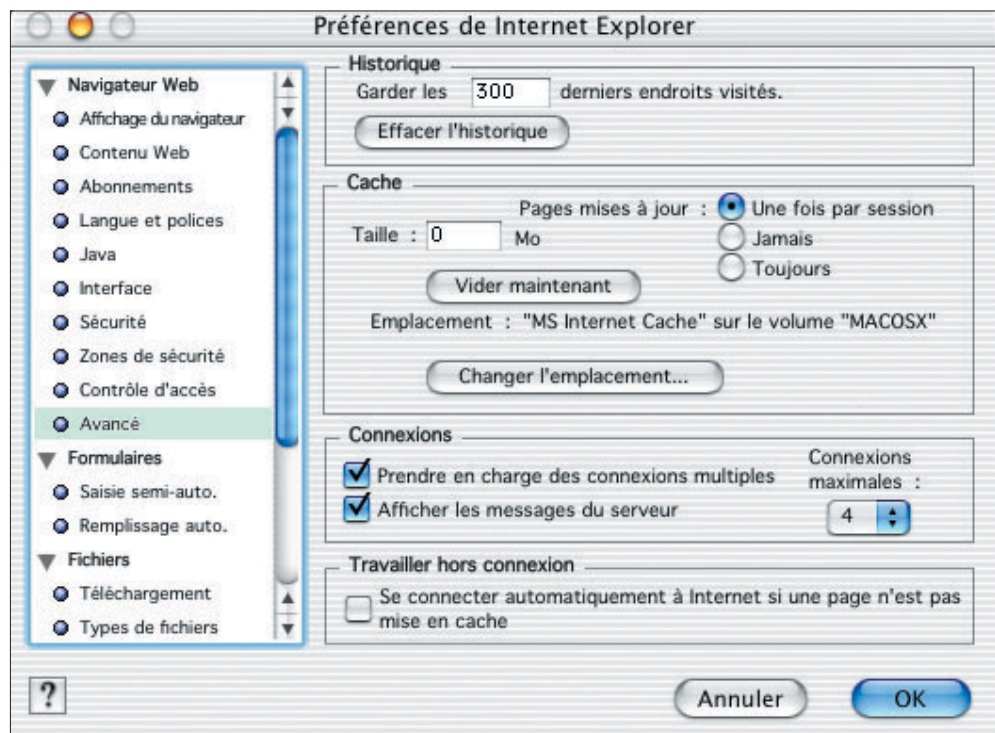 Préférences de Internet Explorer
Navigateur Web
Affichage du navigateur
Contenu Web
Abonnements
Langue et polices
Java
Interface
Sécurité
Zones de sécurité
Contrôle d'accès
Avancé
Formulaires
Saisie semi-auto.
Remplissage auto.
Fichiers
Téléchargement
Types de fichiers
Historique
Garder les 300 derniers endroits visités.
Effacer l'historique
Cache
Pages mises à jour : Une fois par session
Taille : 0 Mo Jamais
Toujours
Vider maintenant
Emplacement : "MS Internet Cache" sur le volume "MACOSX"
Changer l'emplacement...
Connexions
Prendre en charge des connexions multiples
Afficher les messages du serveur
Connexions
maximales :
4
Travailler hors connexion
Se connecter automatiquement à Internet si une page n'est pas
mise en cache
?
Annuler
OK